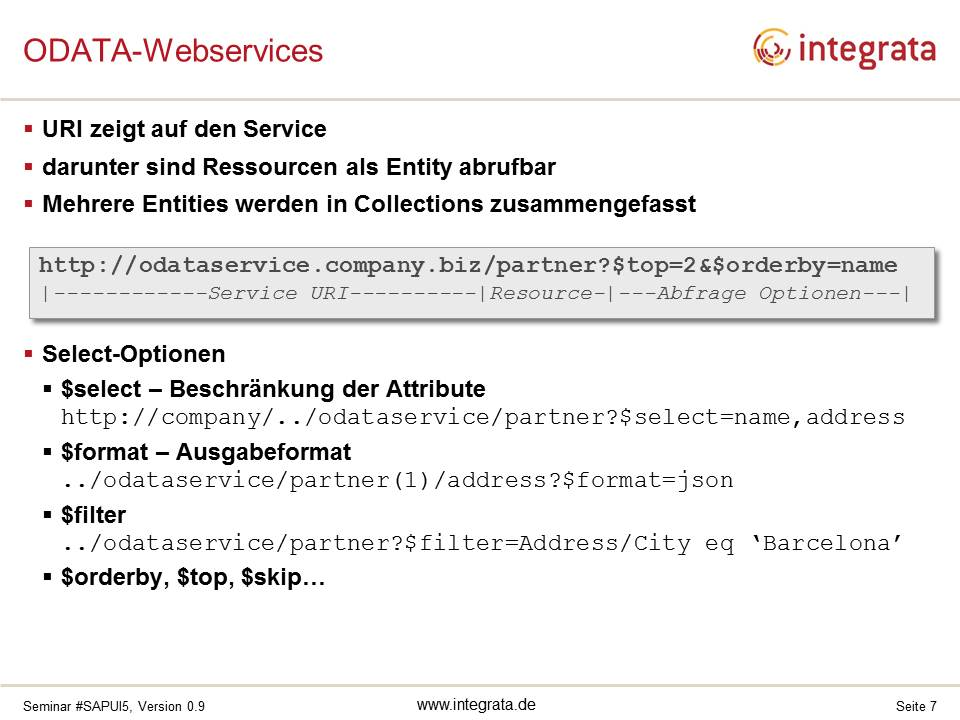 ODATA-Webservices
integrata
URI zeigt auf den Service
darunter sind Ressourcen als Entity abrufbar
Mehrere Entities werden in Collections zusammengefasst
http://odataservice.company.biz/partner?$top=2&$orderby=name
|------------Service URI----------|Resource-|---Abfrage Optionen---|
Select-Optionen
$select – Beschränkung der Attribute
http://company/../odataservice/partner?$select=name,address
$format – Ausgabeformat
../odataservice/partner(1)/address?$format=json
$filter
../odataservice/partner?$filter=Address/City eq ‘Barcelona’
$orderby, $top, $skip…
Seminar #SAPUI5, Version 0.9
www.integrata.de
Seite 7